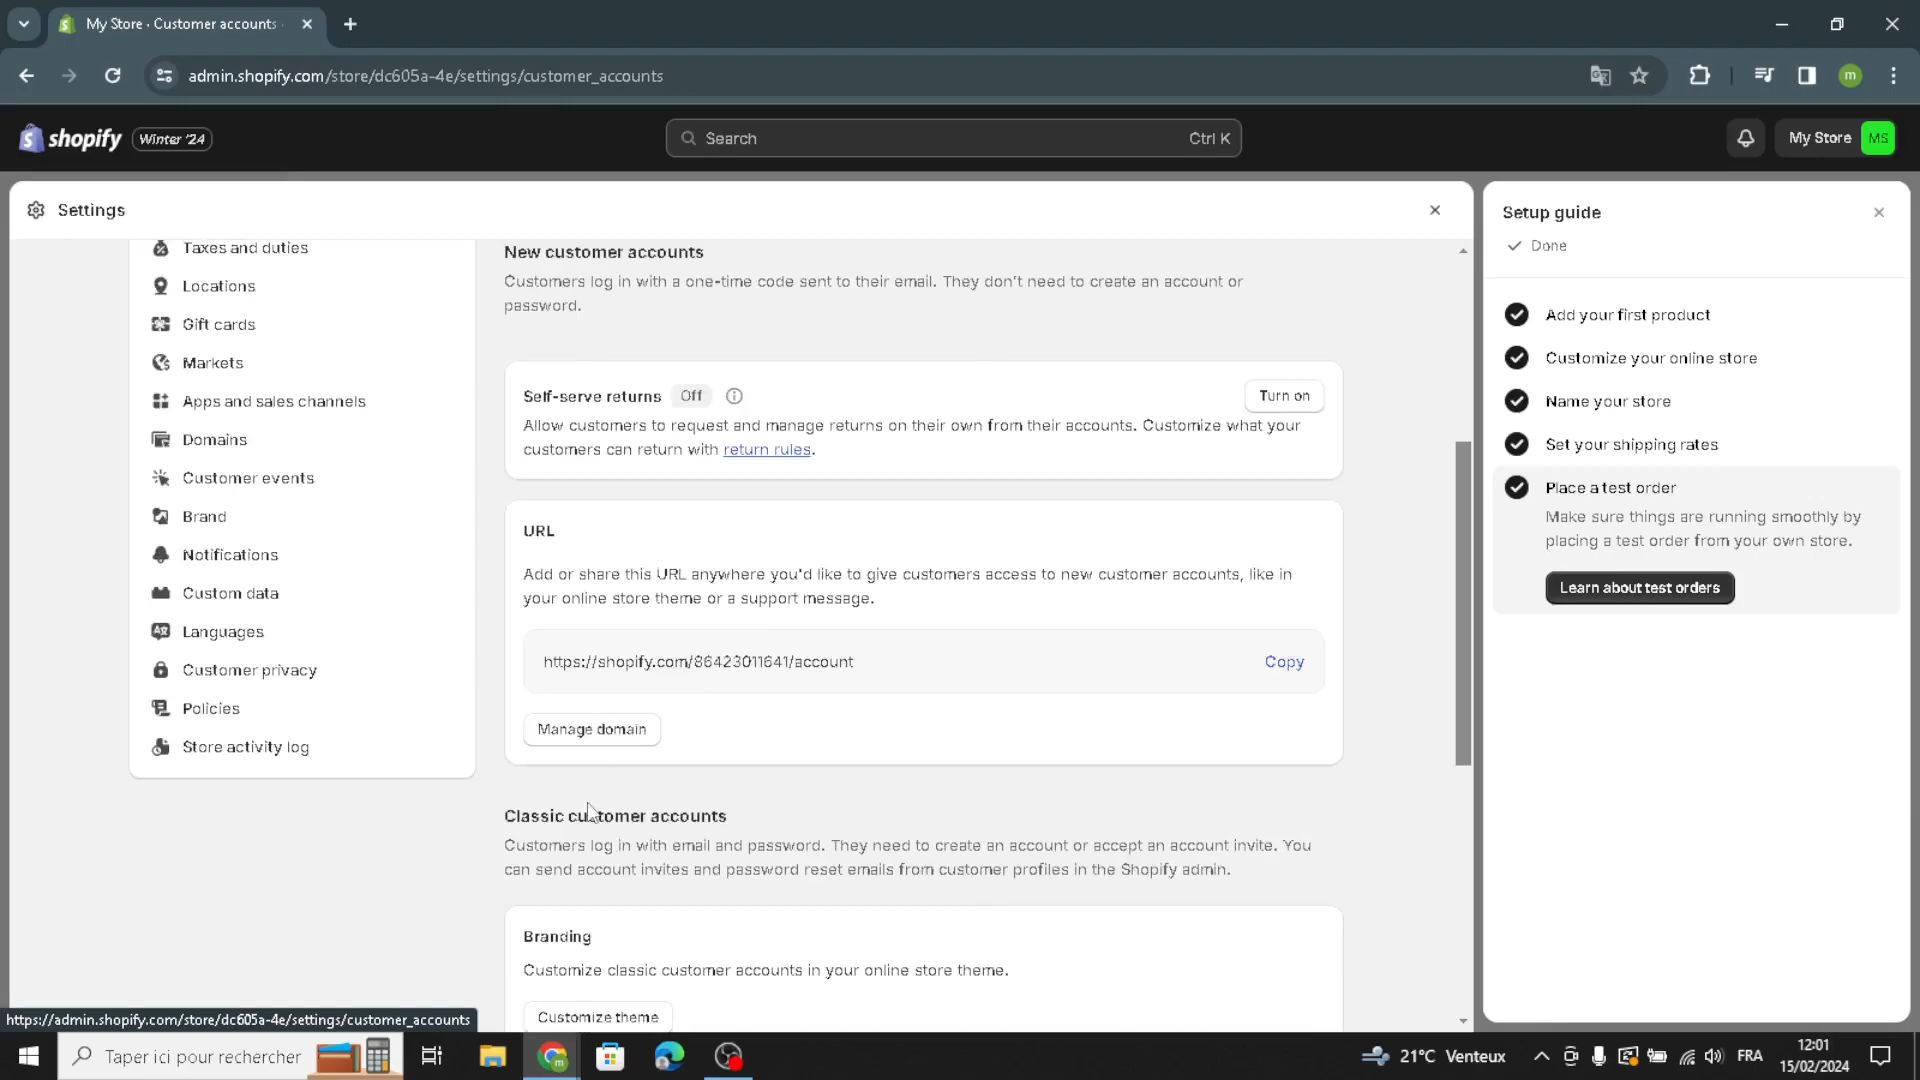 My Store · Customer accounts
admin.shopify.com/store/dc605a-4e/settings/customer_accounts
m
shopify
Winter '24
Search
Ctrl K
My Store
MS
Settings
Taxes and duties
Locations
Gift cards
Markets
Apps and sales channels
Domains
Customer events
Brand
Notifications
Custom data
Languages
Customer privacy
Policies
Store activity log
New customer accounts
Customers log in with a one-time code sent to their email. They don't need to create an account or
password.
Self-serve returns
Off
Turn on
Allow customers to request and manage returns on their own from their accounts. Customize what your
customers can return with return rules.
URL
Add or share this URL anywhere you'd like to give customers access to new customer accounts, like in
your online store theme or a support message.
https://shopify.com/86423011641/account
Copy
Manage domain
Classic customer accounts
Customers log in with email and password. They need to create an account or accept an account invite. You
can send account invites and password reset emails from customer profiles in the Shopify admin.
Branding
Customize classic customer accounts in your online store theme.
Customize theme
Setup guide
Done
Add your first product
Customize your online store
Name your store
Set your shipping rates
Place a test order
Make sure things are running smoothly by
placing a test order from your own store.
Learn about test orders
https://admin.shopify.com/store/dc605a-4e/settings/customer_accounts
Taper ici pour rechercher
21°C Venteux
FRA
12:01
15/02/2024